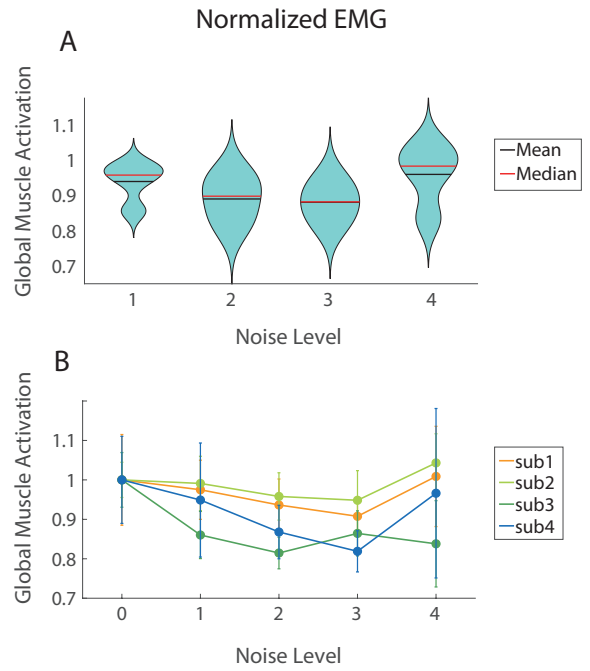 Normalized EMG
A
Global Muscle Activation
1.1
1
0.9
0.8
0.7
1 2 3 4
Noise Level
Mean
Median
B
Global Muscle Activation
1.1
1
0.9
0.8
0.7
0 1 2 3 4
Noise Level
sub1
sub2
sub3
sub4